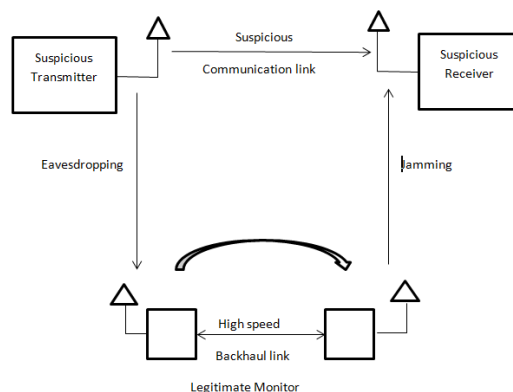 Suspicious
Transmitter
Suspicious
Communication link
Suspicious
Receiver
Eavesdropping
Jamming
High speed
Backhaul link
Legitimate Monitor